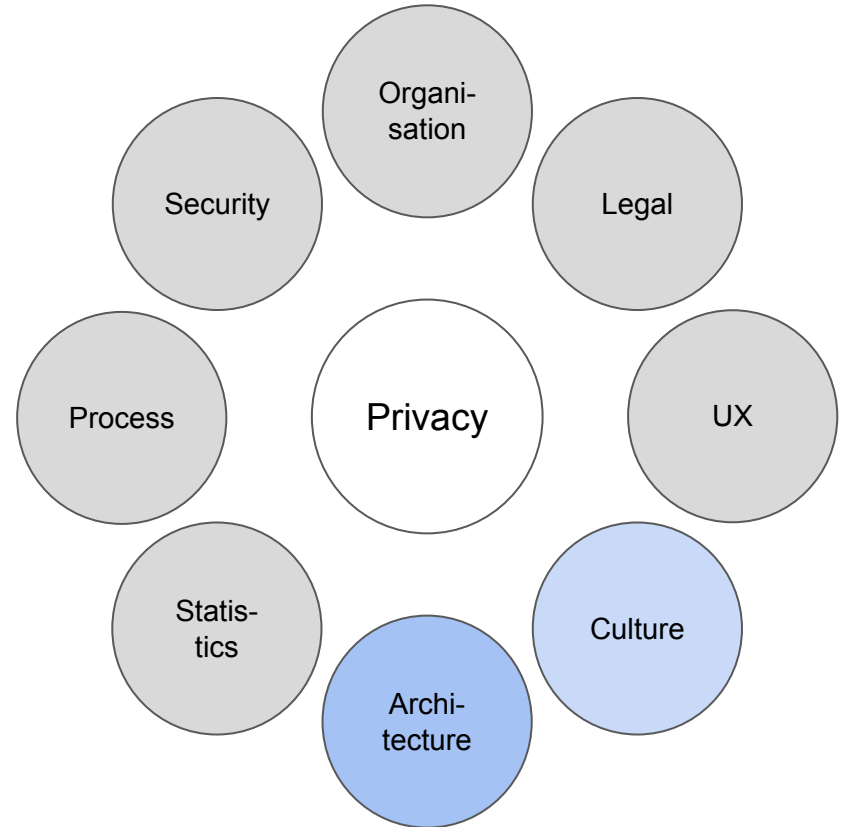 Organi-
sation
Security
Legal
Process
Privacy
UX
Statis-
tics
Culture
Archi-
tecture